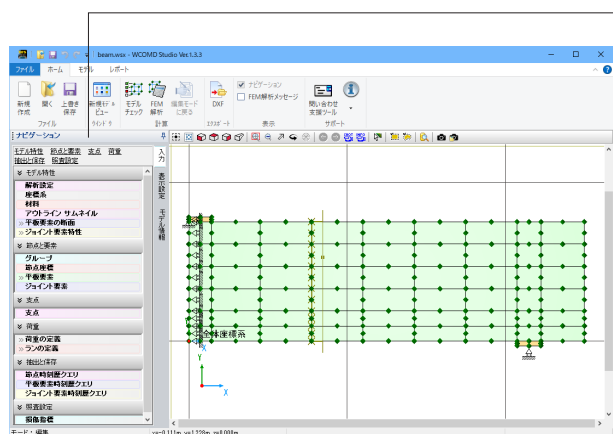 beam.wax - WCOMD Studio Ver.1.3.3
ファイル ホーム モデル レポート
新規作成 開く 上書き保存 新規行 & ビュー モデルチェック FEM解析 編集モードに戻る DXF ナビゲーション FEM解析メッセージ 問い合わせ支援ツール
ファイル ウインドウ 計算 エクスポート 表示 サポート
ナビゲーション
モデル特性 節点と要素 支点 荷重
抽出と保存 照査設定
モデル特性
解析設定
座標系
材料
アウトライン サムネイル
平板要素の断面
ジョイント要素特性
節点と要素
グループ
節点座標
平板要素
ジョイント要素
支点
支点
荷重
荷重の定義
ランの定義
抽出と保存
節点時刻歴クエリ
平板要素時刻歴クエリ
ジョイント要素時刻歴クエリ
照査設定
損傷指標
入力
表示設定
モデル情報
全体座標系
X
Y
X
モード : 編集